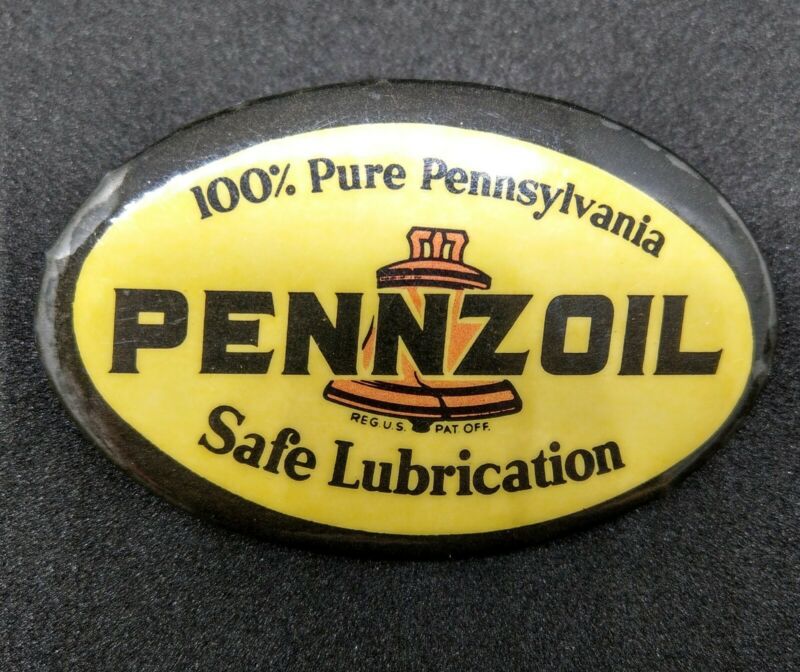 100% Pure Pennsylvania
PENNZOIL
REG. U.S. PAT. OFF.
Safe Lubrication